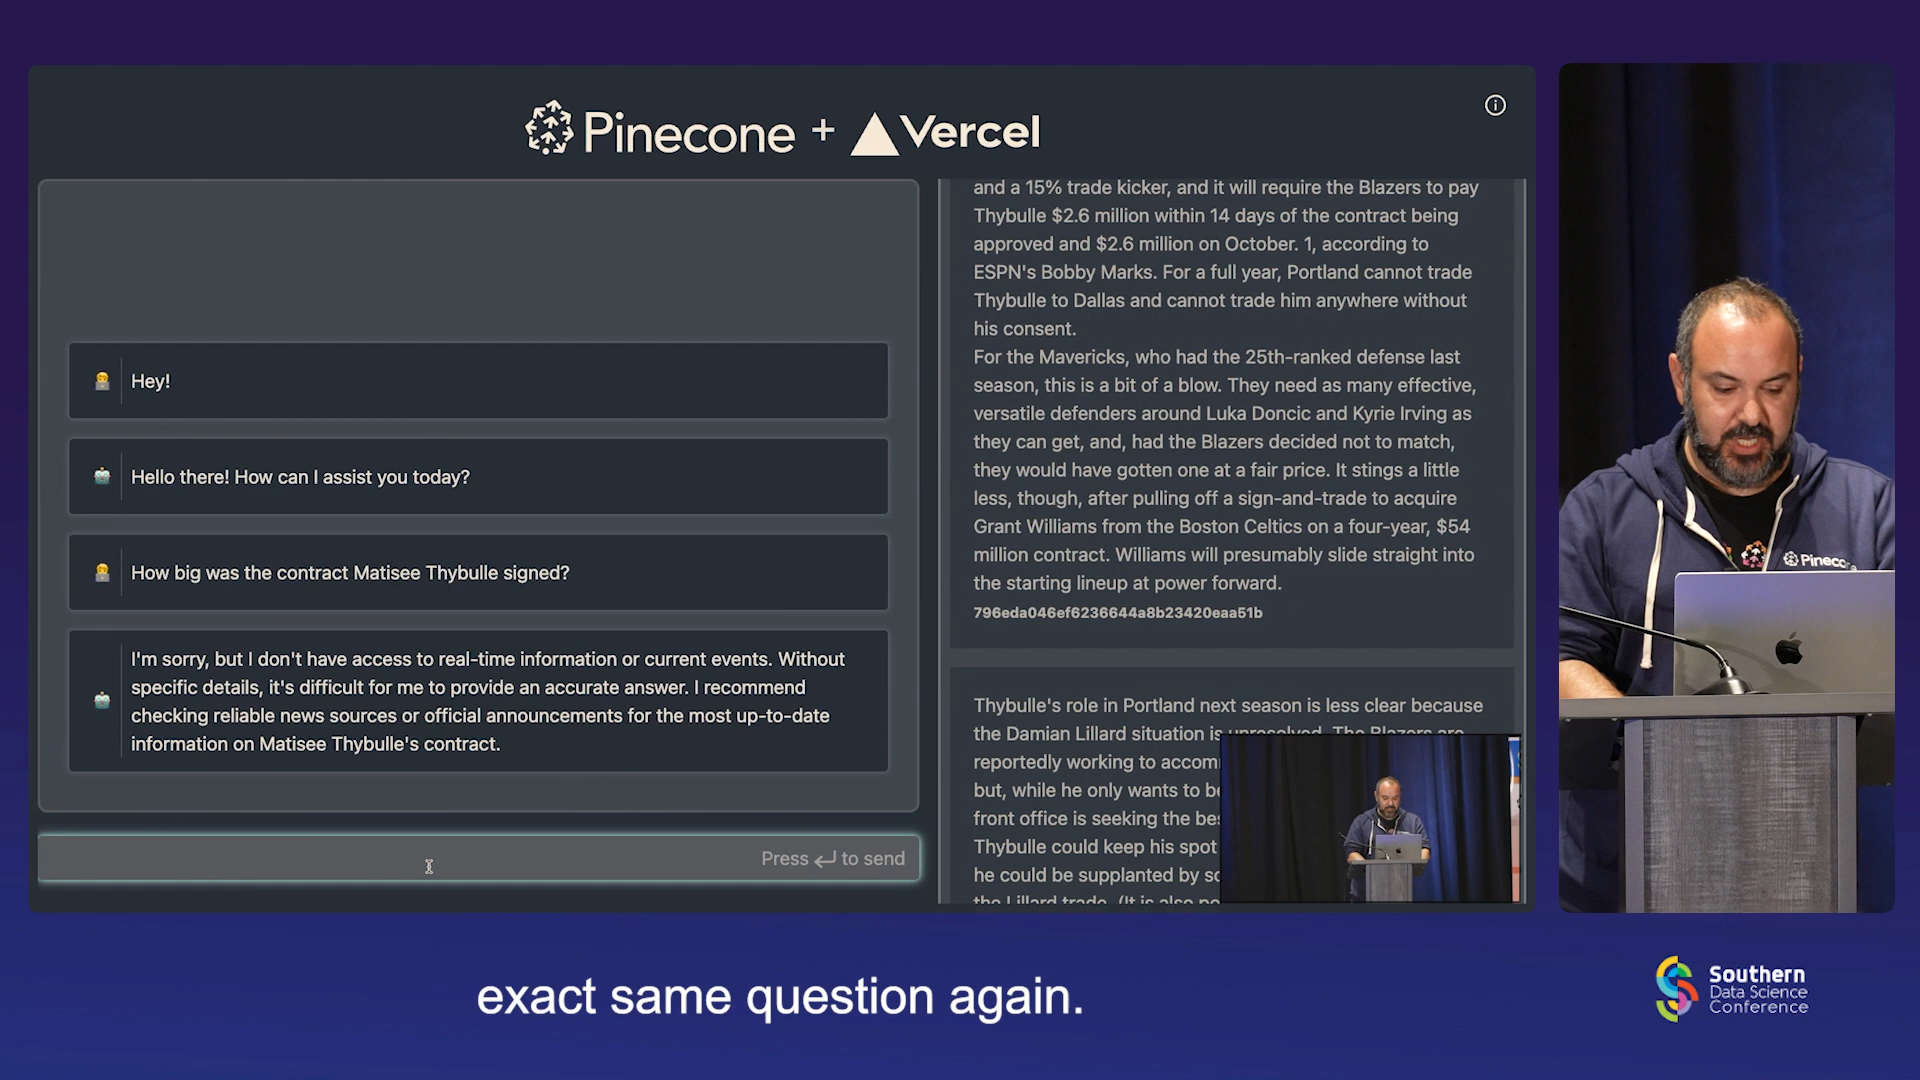 Pinecone + Vercel
Hey!
Hello there! How can I assist you today?
How big was the contract Matisee Thybulle signed?
I'm sorry, but I don't have access to real-time information or current events. Without
specific details, it's difficult for me to provide an accurate answer. I recommend
checking reliable news sources or official announcements for the most up-to-date
information on Matisee Thybulle's contract.
Press to send
and a 15% trade kicker, and it will require the Blazers to pay
Thybulle $2.6 million within 14 days of the contract being
approved and $2.6 million on October. 1, according to
ESPN's Bobby Marks. For a full year, Portland cannot trade
Thybulle to Dallas and cannot trade him anywhere without
his consent.
For the Mavericks, who had the 25th-ranked defense last
season, this is a bit of a blow. They need as many effective,
versatile defenders around Luka Doncic and Kyrie Irving as
they can get, and, had the Blazers decided not to match,
they would have gotten one at a fair price. It stings a little
less, though, after pulling off a sign-and-trade to acquire
Grant Williams from the Boston Celtics on a four-year, $54
million contract. Williams will presumably slide straight into
the starting lineup at power forward.
796eda046ef6236644a8b23420eaa51b
Thybulle's role in Portland next season is less clear because
the Damian Lillard situation is unresolved. The Blazers are
reportedly working to
but, while he only wants to
front office is seeking the
Thybulle could keep his spot
he could be supplanted by
the Lillard trade. (It is also
Pinecone
exact same question again.
Southern
Data Science
Conference